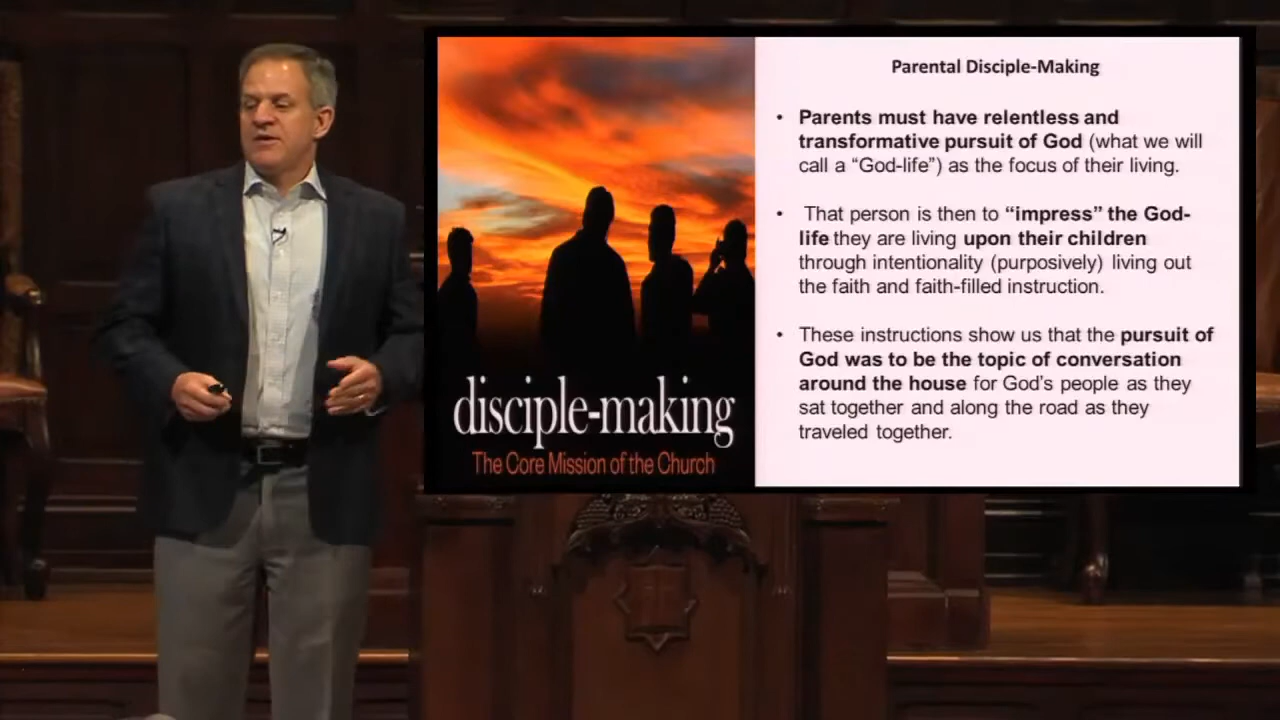 disciple-making
The Core Mission of the Church
Parental Disciple-Making
• Parents must have relentless and
transformative pursuit of God (what we will
call a “God-life”) as the focus of their living.
• That person is then to “impress” the God-
life they are living upon their children
through intentionality (purposively) living out
the faith and faith-filled instruction.
• These instructions show us that the pursuit of
God was to be the topic of conversation
around the house for God’s people as they
sat together and along the road as they
traveled together.